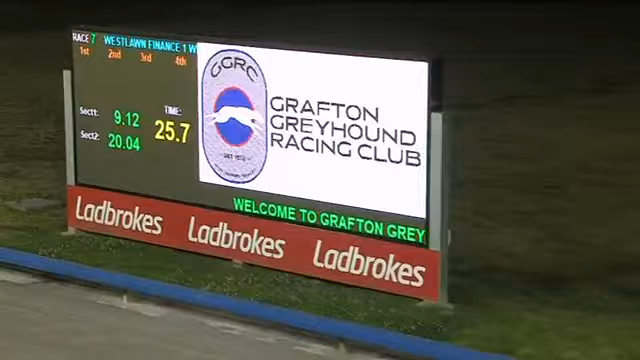 RACE 7 WESTLAWN FINANCE 1 W
1st 2nd 3rd 4th
Sect1: 9.12
Sect2: 20.04
TIME:
25.7
GGRC
GRAFTON
GREYHOUND
RACING CLUB
WELCOME TO GRAFTON GREY
Ladbrokes Ladbrokes Ladbrokes